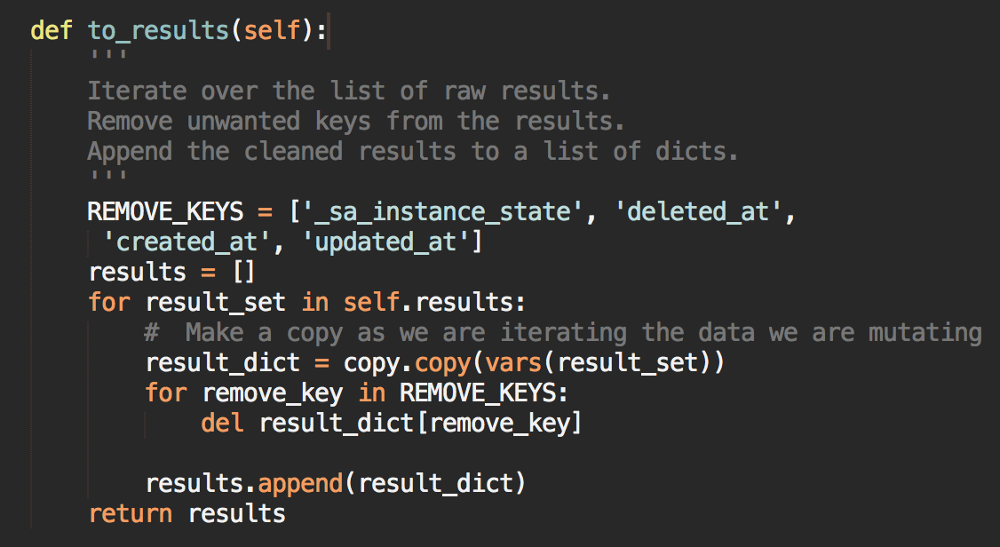 def to_results(self):
    '''
    Iterate over the list of raw results.
    Remove unwanted keys from the results.
    Append the cleaned results to a list of dicts.
    '''
    REMOVE_KEYS = ['_sa_instance_state', 'deleted_at',
     'created_at', 'updated_at']
    results = []
    for result_set in self.results:
        #  Make a copy as we are iterating the data we are mutating
        result_dict = copy.copy(vars(result_set))
        for remove_key in REMOVE_KEYS:
            del result_dict[remove_key]

        results.append(result_dict)
    return results